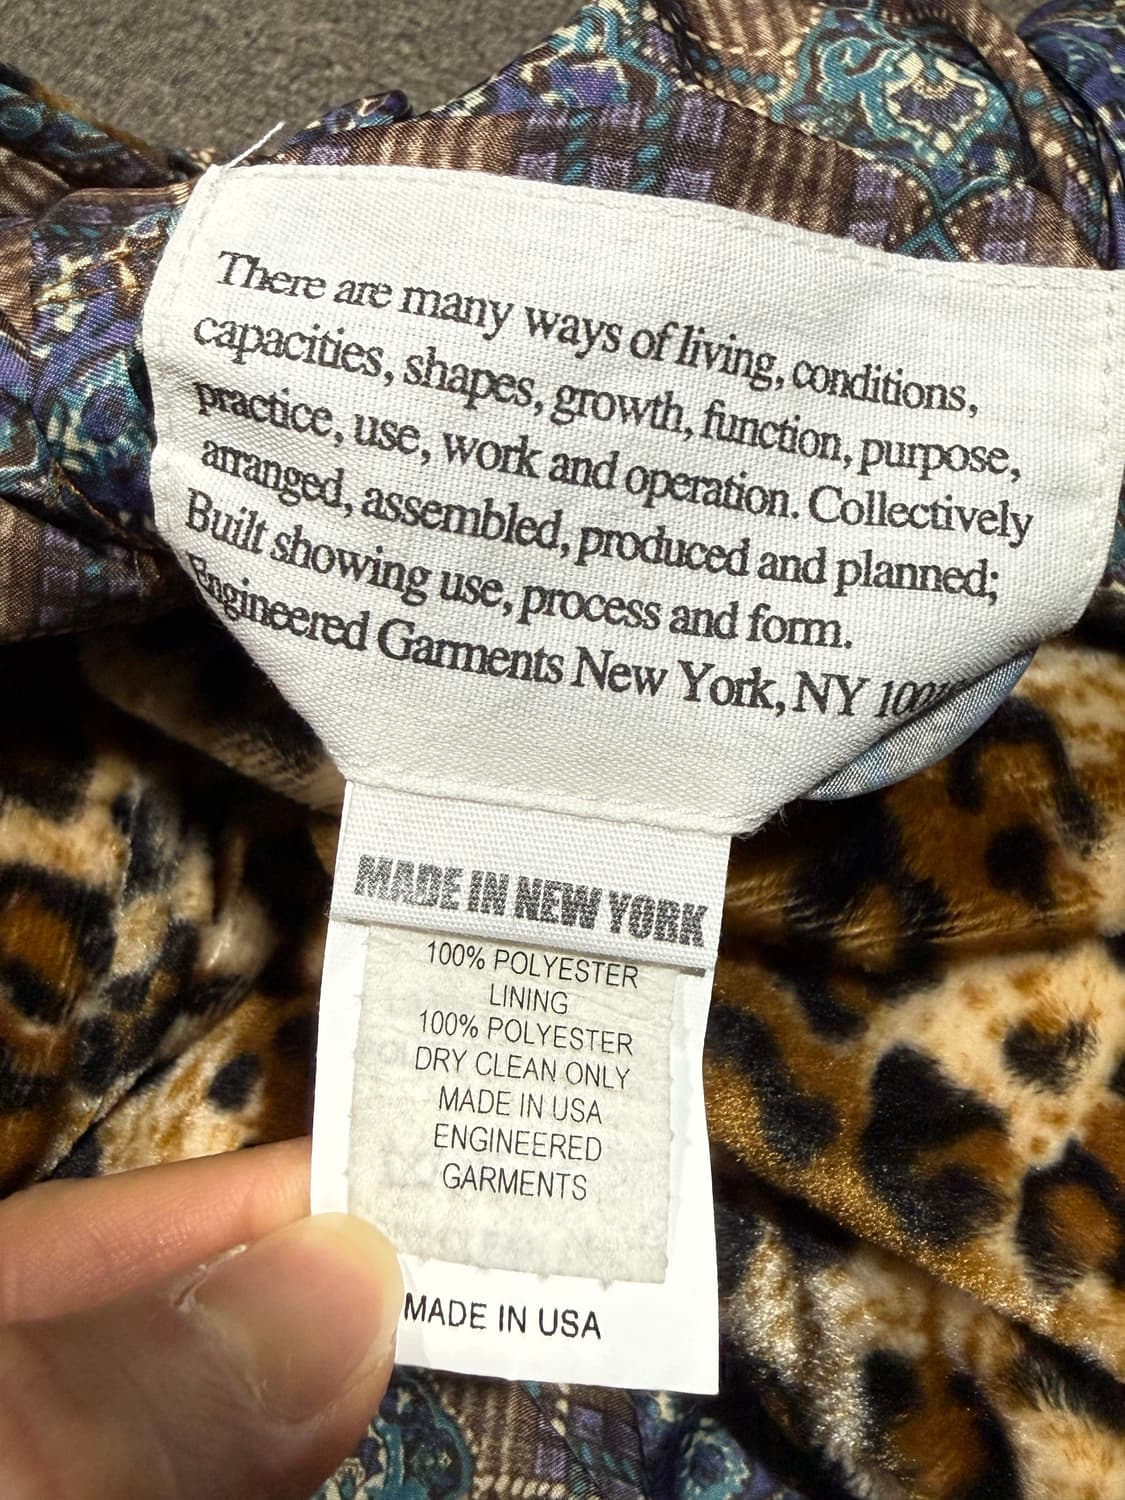 There are many ways of living, conditions,
capacities, shapes, growth, function, purpose,
practice, use, work and operation. Collectively
arranged, assembled, produced and planned;
Built showing use, process and form.
Engineered Garments New York, NY
MADE IN NEW YORK
100% POLYESTER
LINING
100% POLYESTER
DRY CLEAN ONLY
MADE IN USA
ENGINEERED
GARMENTS
MADE IN USA